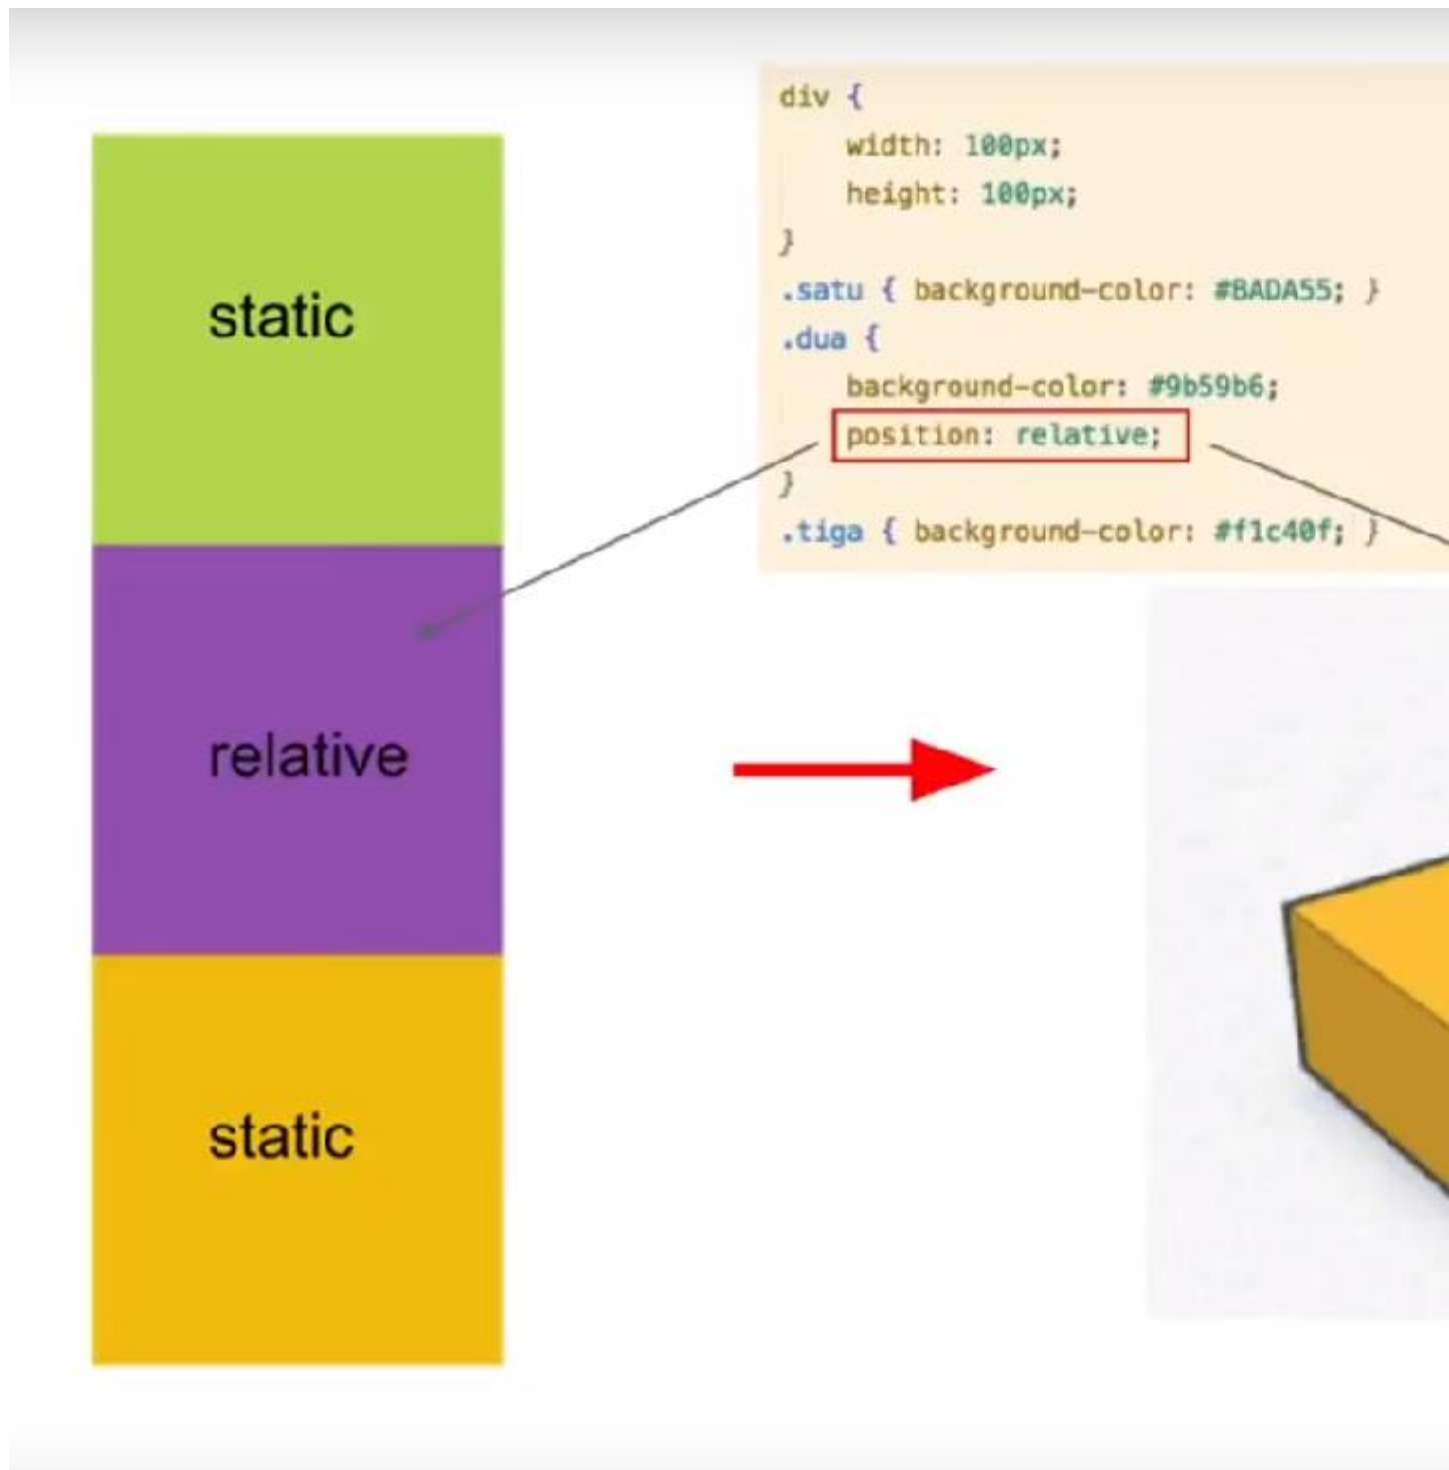 static
relative
static
div {
width: 100px;
height: 100px;
}
.satu { background-color: #BADA55; }
.dua {
background-color: #9b59b6;
position: relative;
}
.tiga { background-color: #f1c40f; }